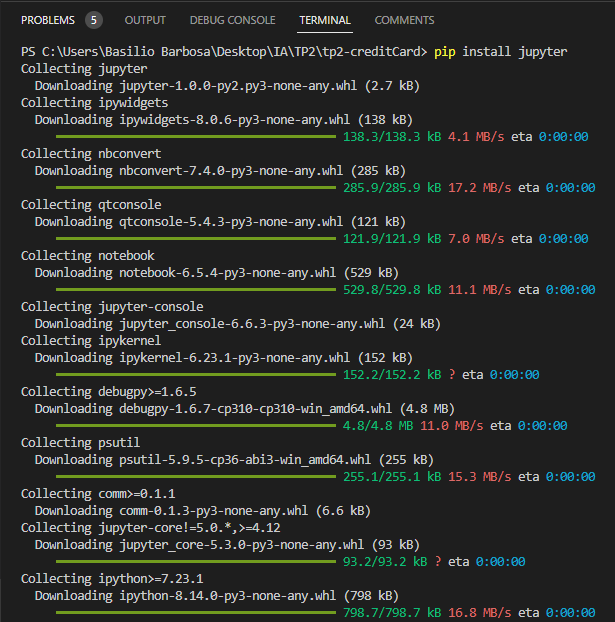 PROBLEMS 5 OUTPUT DEBUG CONSOLE TERMINAL COMMENTS
PS C:\Users\Basilio Barbosa\Desktop\IA\TP2\tp2-creditCard> pip install jupyter
Collecting jupyter
Downloading jupyter-1.0.0-py2.py3-none-any.whl (2.7 kB)
Collecting ipywidgets
Downloading ipywidgets-8.0.6-py3-none-any.whl (138 kB)
138.3/138.3 kB 4.1 MB/s eta 0:00:00
Collecting nbconvert
Downloading nbconvert-7.4.0-py3-none-any.whl (285 kB)
285.9/285.9 kB 17.2 MB/s eta 0:00:00
Collecting qtconsole
Downloading qtconsole-5.4.3-py3-none-any.whl (121 kB)
121.9/121.9 kB 7.0 MB/s eta 0:00:00
Collecting notebook
Downloading notebook-6.5.4-py3-none-any.whl (529 kB)
529.8/529.8 kB 11.1 MB/s eta 0:00:00
Collecting jupyter-console
Downloading jupyter_console-6.6.3-py3-none-any.whl (24 kB)
Collecting ipykernel
Downloading ipykernel-6.23.1-py3-none-any.whl (152 kB)
152.2/152.2 kB ? eta 0:00:00
Collecting debugpy>=1.6.5
Downloading debugpy-1.6.7-cp310-cp310-win_amd64.whl (4.8 MB)
4.8/4.8 MB 11.0 MB/s eta 0:00:00
Collecting psutil
Downloading psutil-5.9.5-cp36-abi3-win_amd64.whl (255 kB)
255.1/255.1 kB 15.3 MB/s eta 0:00:00
Collecting comm>=0.1.1
Downloading comm-0.1.3-py3-none-any.whl (6.6 kB)
Collecting jupyter-core!=5.0.*,>=4.12
Downloading jupyter_core-5.3.0-py3-none-any.whl (93 kB)
93.2/93.2 kB ? eta 0:00:00
Collecting ipython>=7.23.1
Downloading ipython-8.14.0-py3-none-any.whl (798 kB)
798.7/798.7 kB 16.8 MB/s eta 0:00:00